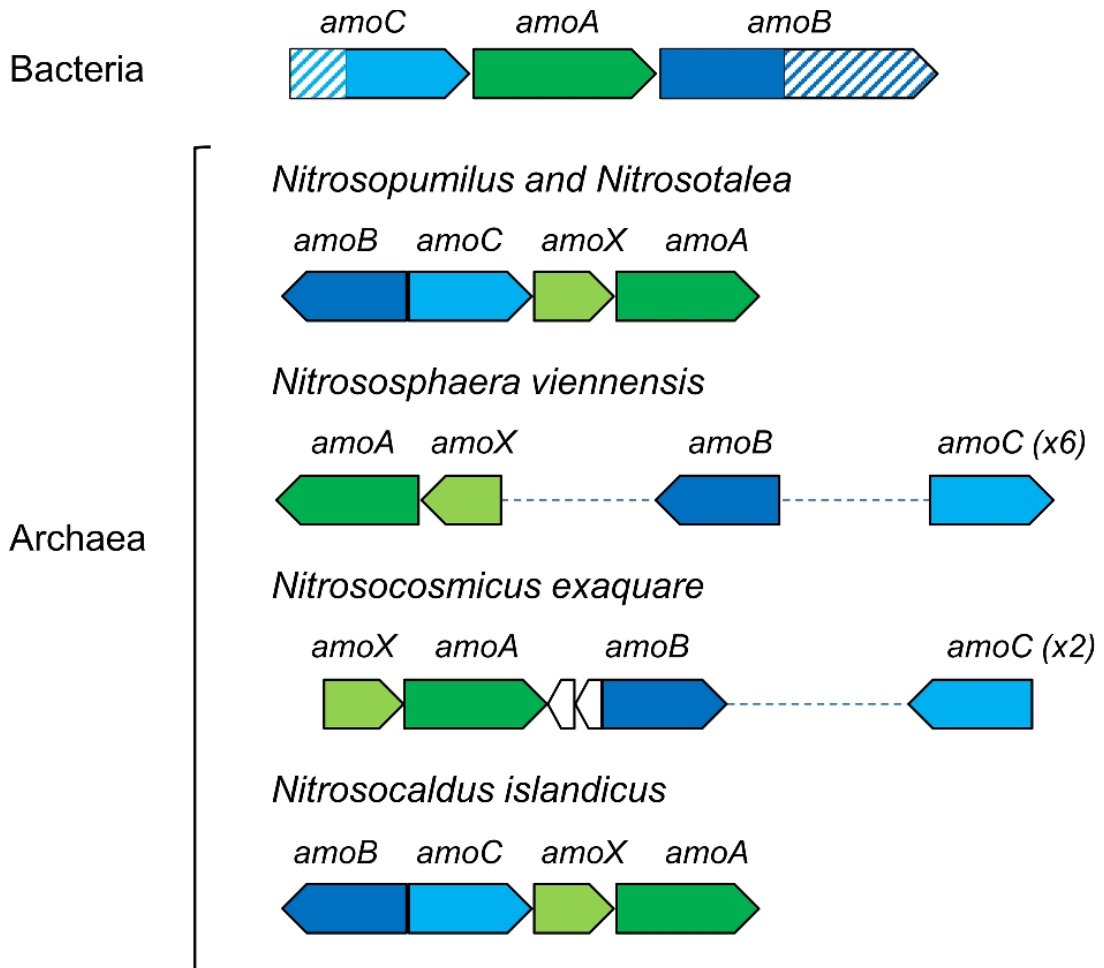 amoC amoA amoB
Bacteria
Nitrosopumilus and Nitrosotalea
amoB amoC amoX amoA
Nitrososphaera viennensis
amoA amoX amoB amoC (x6)
Archaea
Nitrosocosmicus exaquare
amoX amoA amoB amoC (x2)
Nitrosocaldus islandicus
amoB amoC amoX amoA